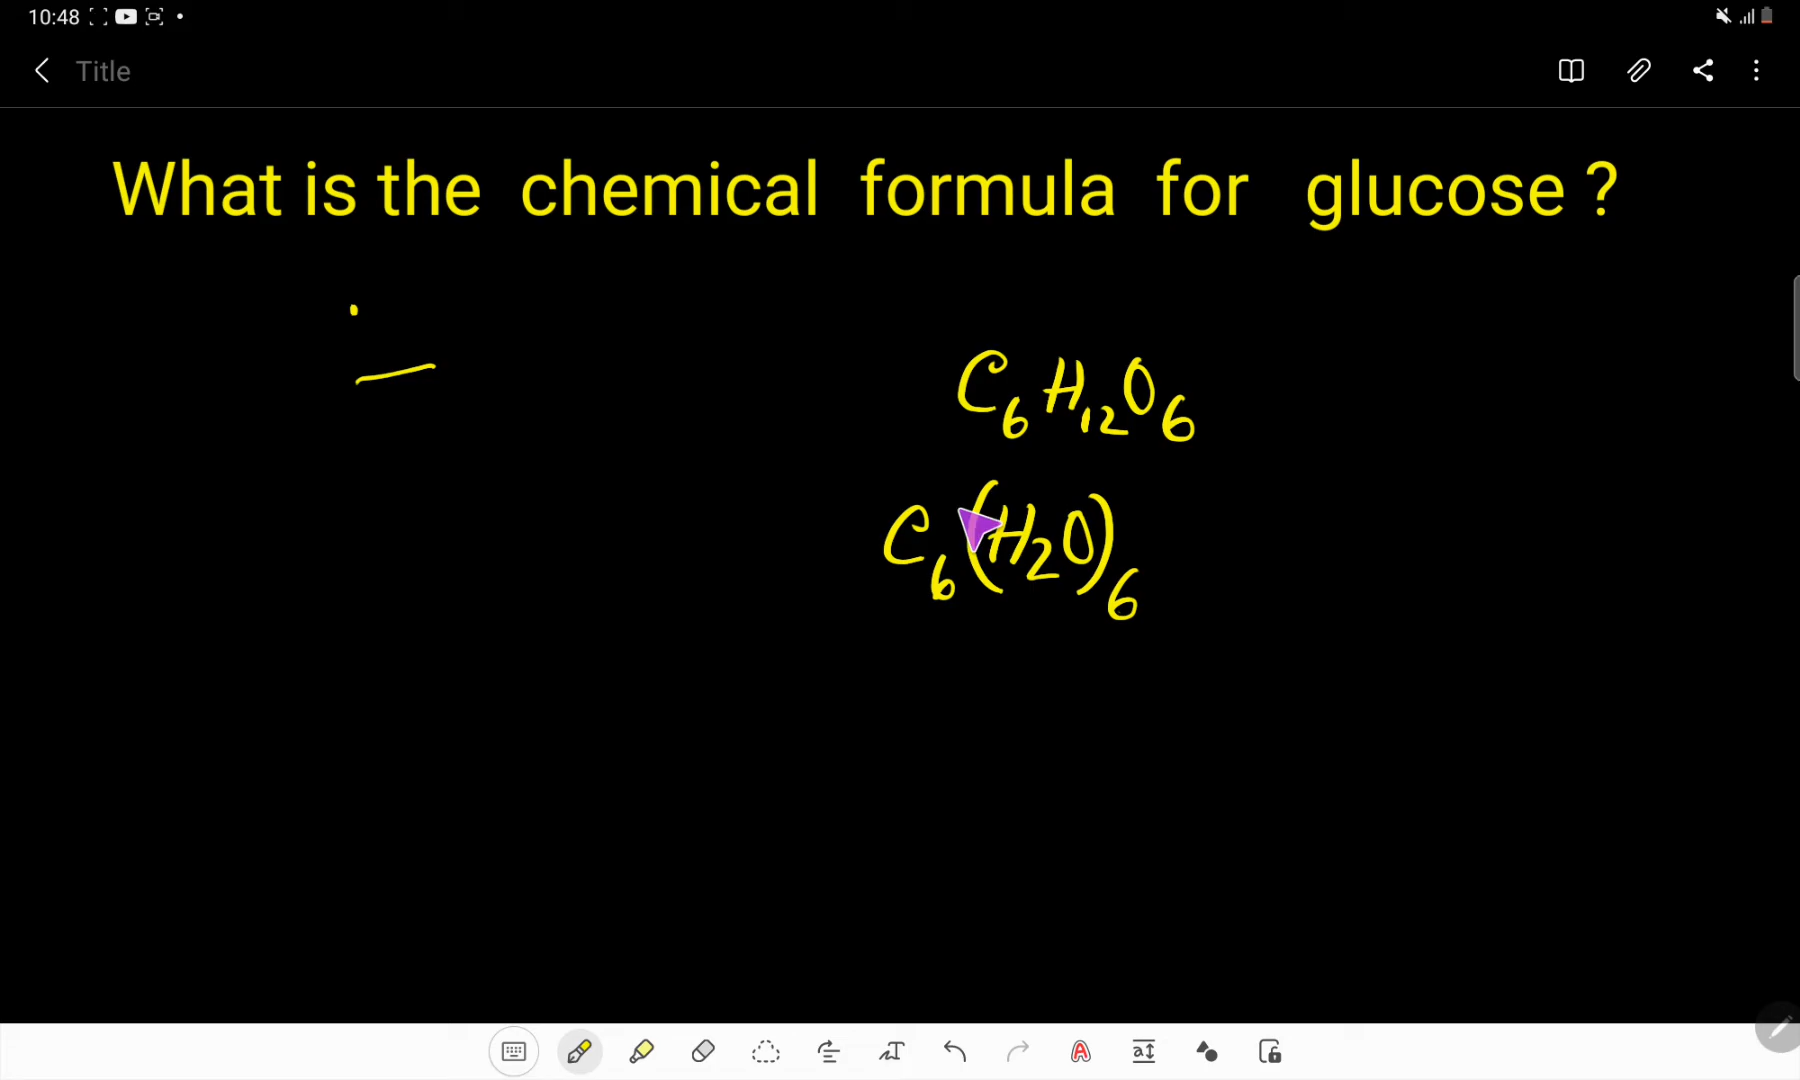 10:48
Title
What is the chemical formula for glucose ?
C6H12O6
C6(H2O)6